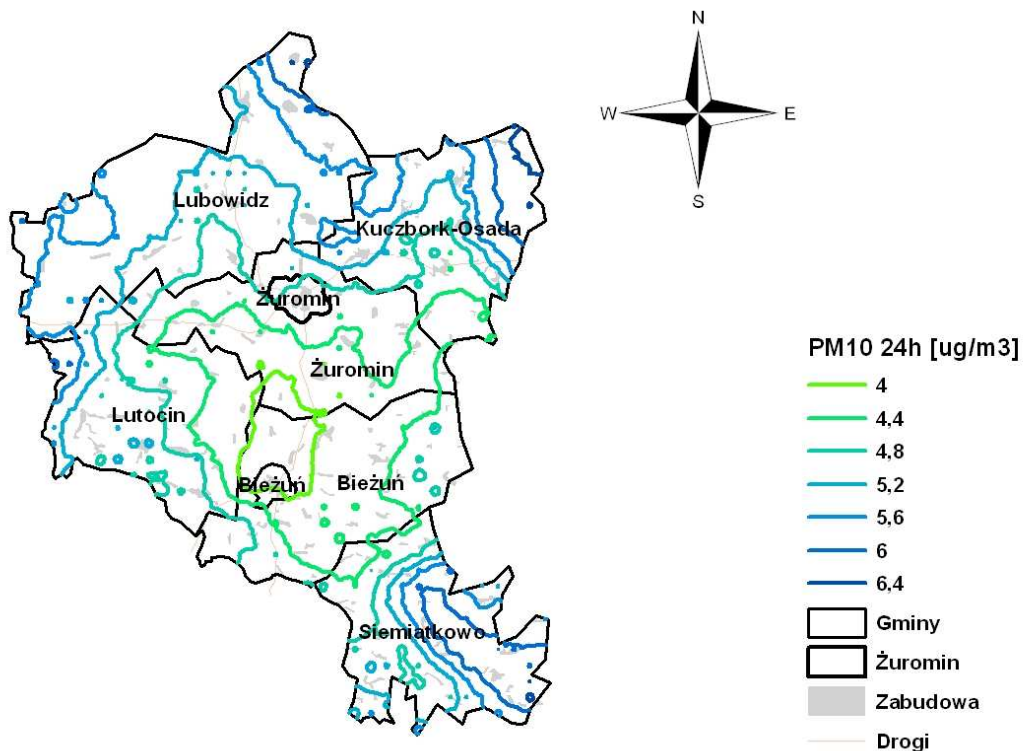 N
W
E
S
Lubowidz
Kuczbork-Osada
Żuromin
Żuromin
Lutocin
Bieżuń
Bieżuń
Siemiątkowo
PM10 24h [ug/m3]
4
4,4
4,8
5,2
5,6
6
6,4
Gminy
Żuromin
Zabudowa
Drogi